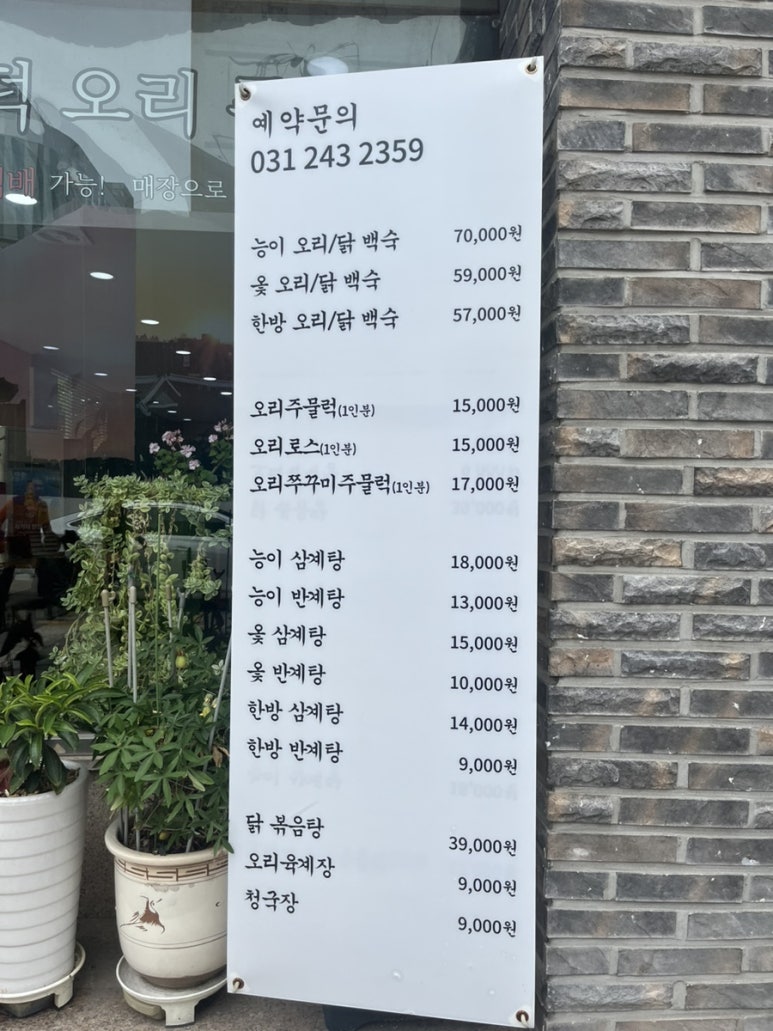 오리
가능! 매장으로
예약문의
031 243 2359
능이 오리/닭 백숙 70,000원
옻 오리/닭 백숙 59,000원
한방 오리/닭 백숙 57,000원
오리주물럭(1인분) 15,000원
오리로스(1인분) 15,000원
오리쭈꾸미주물럭(1인분) 17,000원
능이 삼계탕 18,000원
능이 반계탕 13,000원
옻 삼계탕 15,000원
옻 반계탕 10,000원
한방 삼계탕 14,000원
한방 반계탕 9,000원
닭 볶음탕 39,000원
오리육계장 9,000원
청국장 9,000원